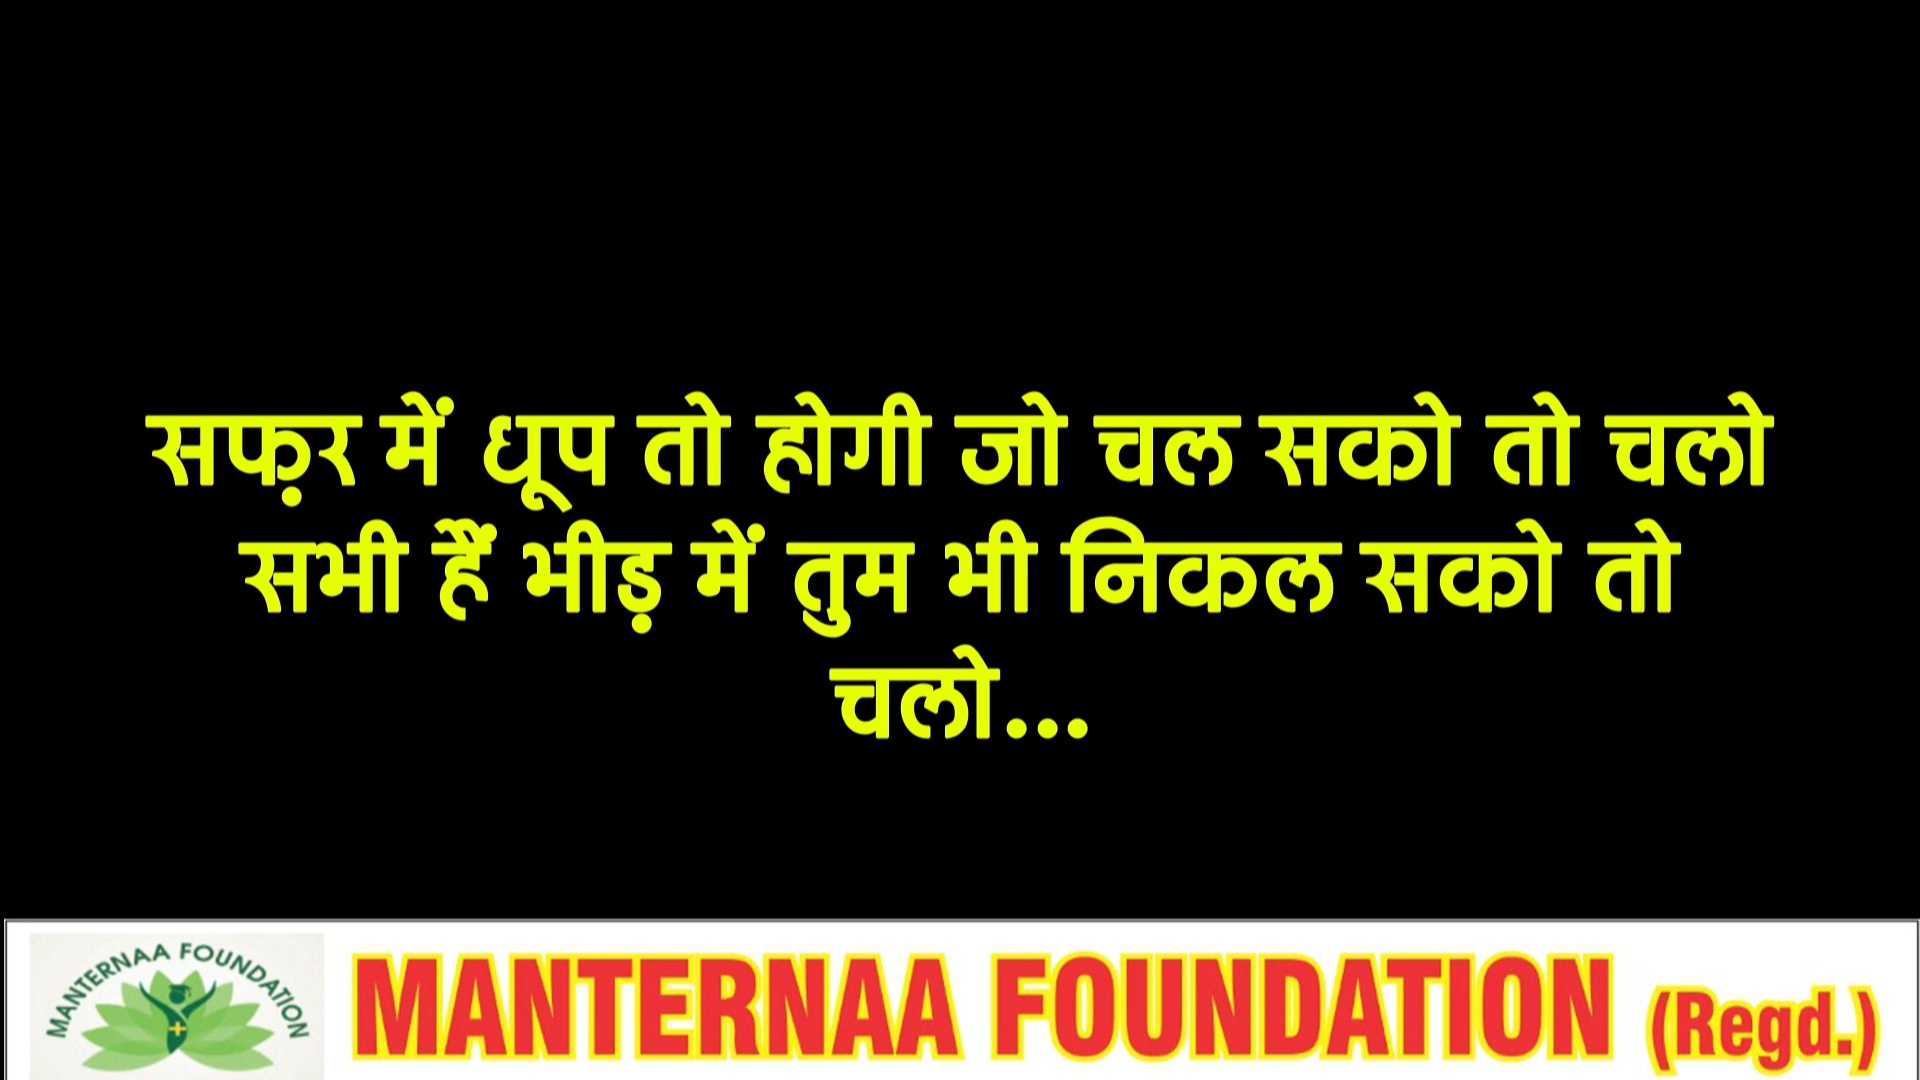 सफ़र में धूप तो होगी जो चल सको तो चलो
सभी हैं भीड़ में तुम भी निकल सको तो
चलो...
MANTERNAA FOUNDATION
MANTERNAA FOUNDATION (Regd.)